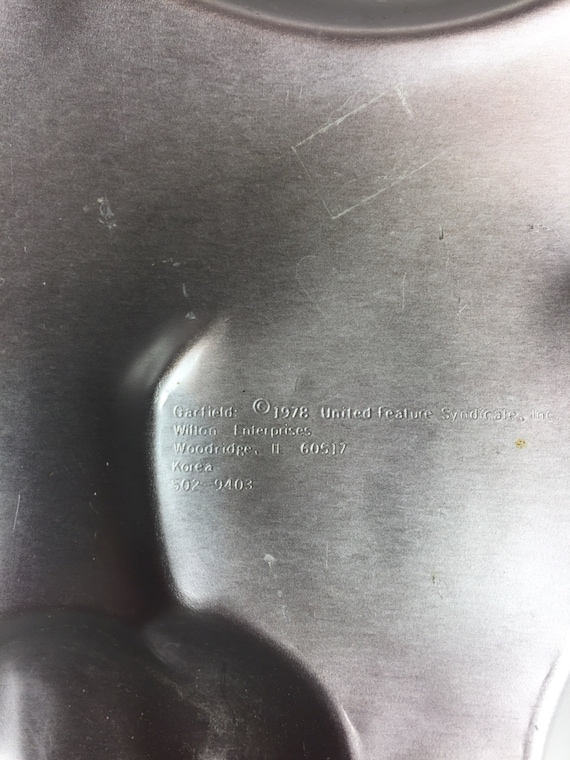 Garfield: ©1978 United Feature Syndicate, Inc.
Wilton Enterprises
Woodridge, Il 60517
Korea
502-9403